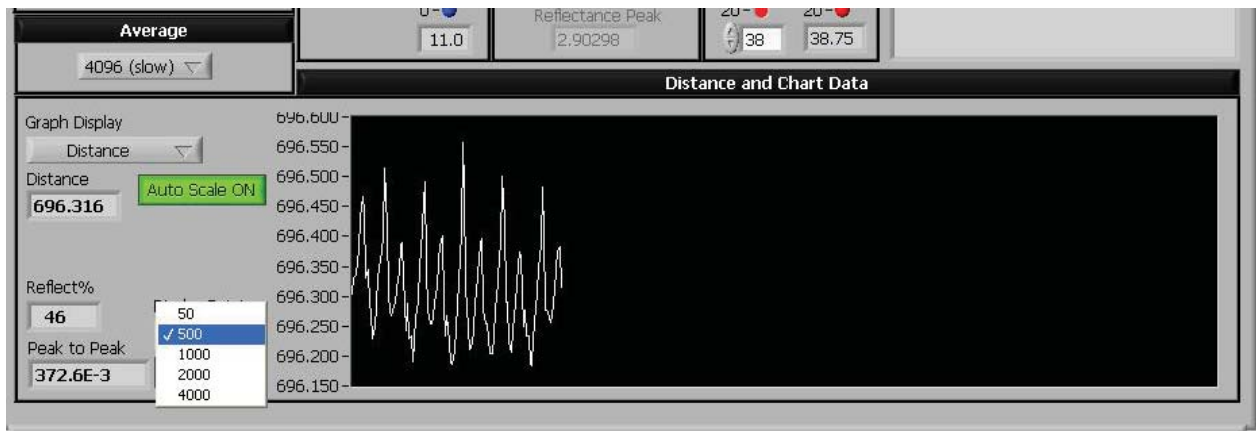 0-
20-
20-
Average
Reflectance Peak
11.0
2.90298
38
38.75
4096 (slow)
Distance and Chart Data
Graph Display
Distance
Distance
696.316
Auto Scale ON
Reflect%
46
Peak to Peak
372.6E-3
50
✓ 500
1000
2000
4000
696.600-
696.550-
696.500-
696.450-
696.400-
696.350-
696.300-
696.250-
696.200-
696.150-